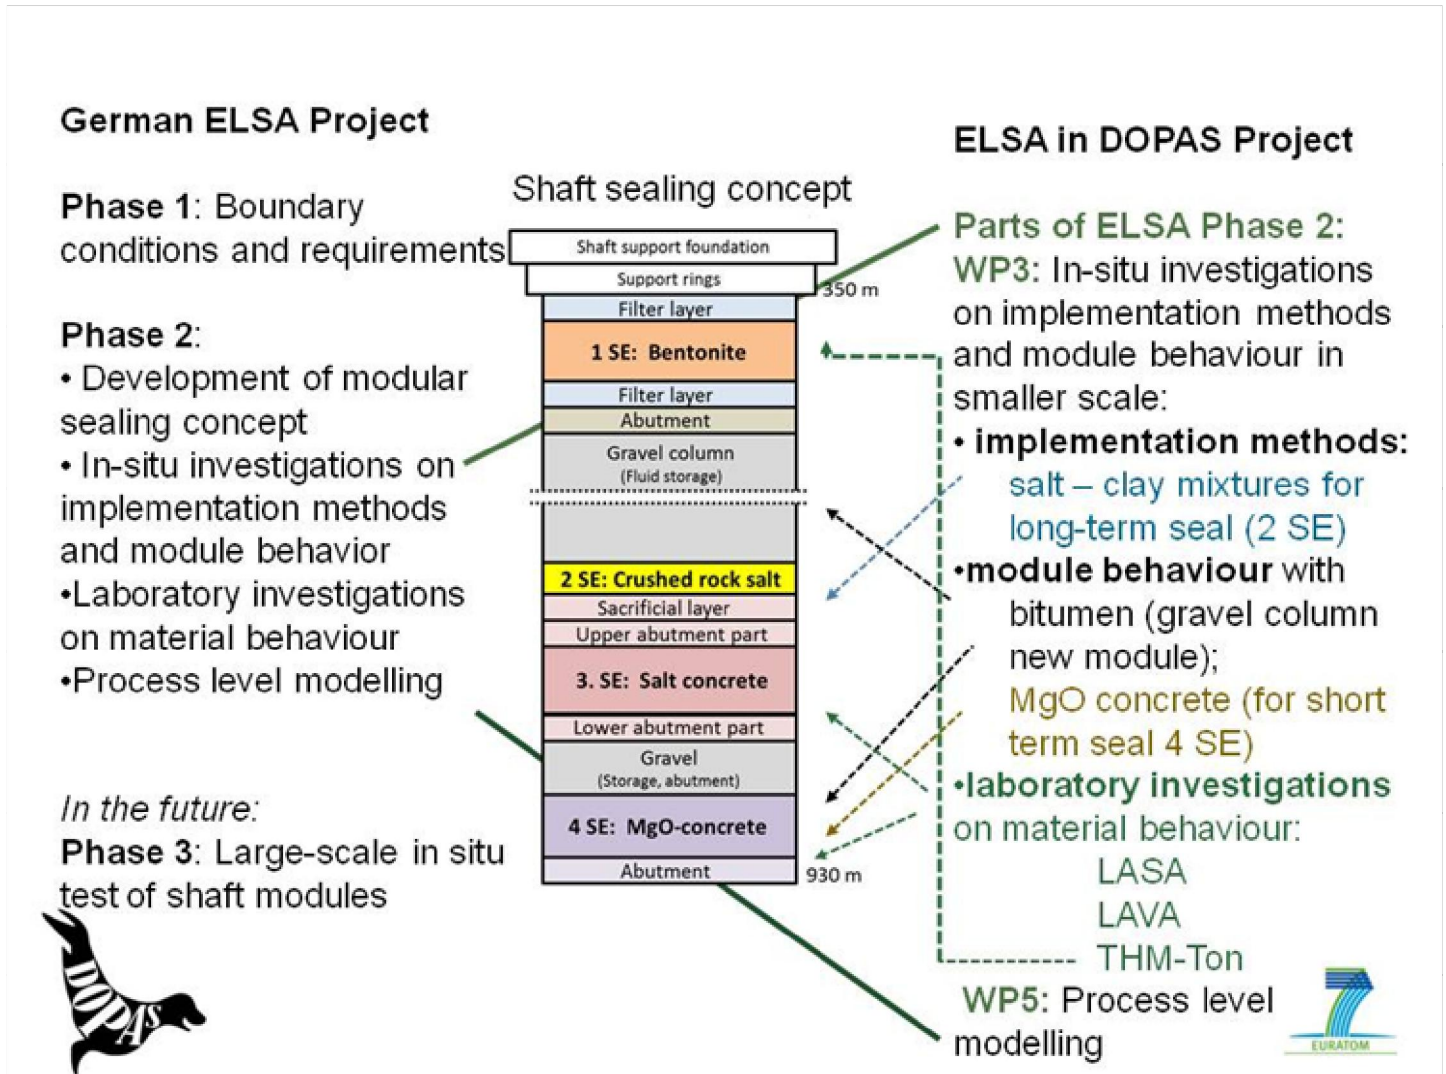 German ELSA Project
Phase 1: Boundary
conditions and requirements
Phase 2:
• Development of modular
sealing concept
• In-situ investigations on
implementation methods
and module behavior
•Laboratory investigations
on material behaviour
•Process level modelling
In the future:
Phase 3: Large-scale in situ
test of shaft modules
DOPAS
Shaft sealing concept
Shaft support foundation
Support rings
350 m
Filter layer
1 SE: Bentonite
Filter layer
Abutment
Gravel column
(Fluid storage)
2 SE: Crushed rock salt
Sacrificial layer
Upper abutment part
3. SE: Salt concrete
Lower abutment part
Gravel
(Storage, abutment)
4 SE: MgO-concrete
Abutment
930 m
ELSA in DOPAS Project
Parts of ELSA Phase 2:
WP3: In-situ investigations
on implementation methods
and module behaviour in
smaller scale:
• implementation methods:
salt – clay mixtures for
long-term seal (2 SE)
•module behaviour with
bitumen (gravel column
new module);
MgO concrete (for short
term seal 4 SE)
•laboratory investigations
on material behaviour:
LASA
LAVA
THM-Ton
WP5: Process level
modelling
7
EURATOM